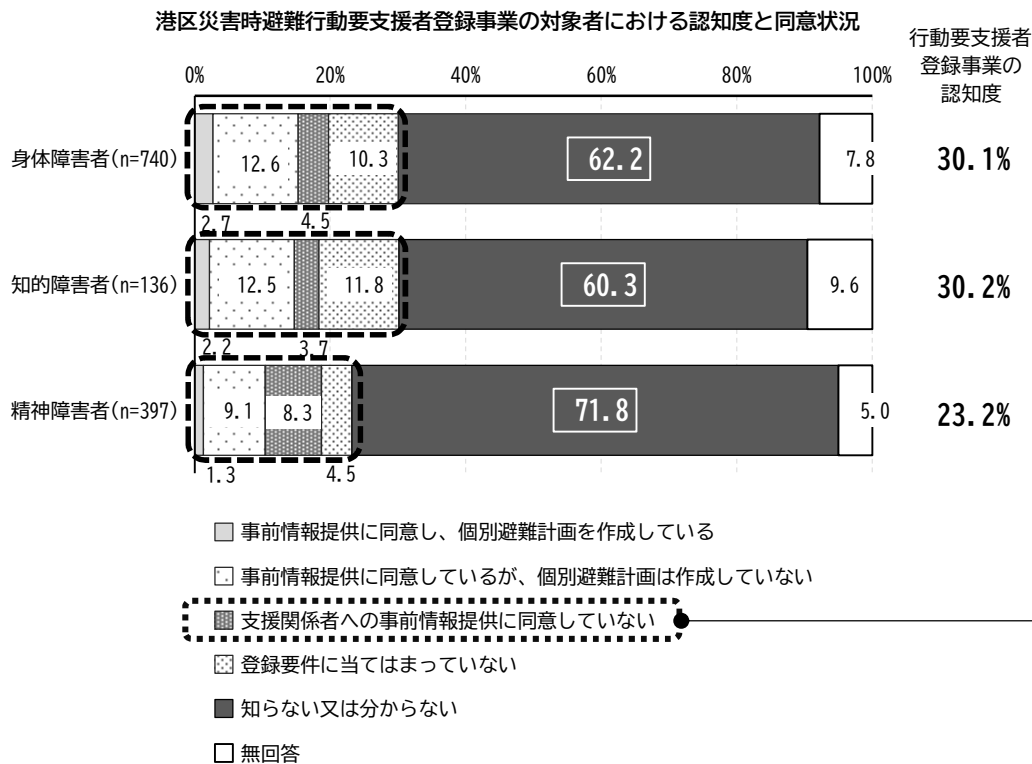 港区災害時避難行動要支援者登録事業の対象者における認知度と同意状況
行動要支援者
登録事業の
認知度
0%
20%
40%
60%
80%
100%
身体障害者(n=740)
12.6
10.3
62.2
7.8
30.1%
2.7
4.5
知的障害者(n=136)
12.5
11.8
60.3
9.6
30.2%
2.2
3.7
精神障害者(n=397)
9.1
8.3
71.8
5.0
23.2%
1.3
4.5
事前情報提供に同意し、個別避難計画を作成している
事前情報提供に同意しているが、個別避難計画は作成していない
支援関係者への事前情報提供に同意していない
登録要件に当てはまっていない
知らない又は分からない
無回答